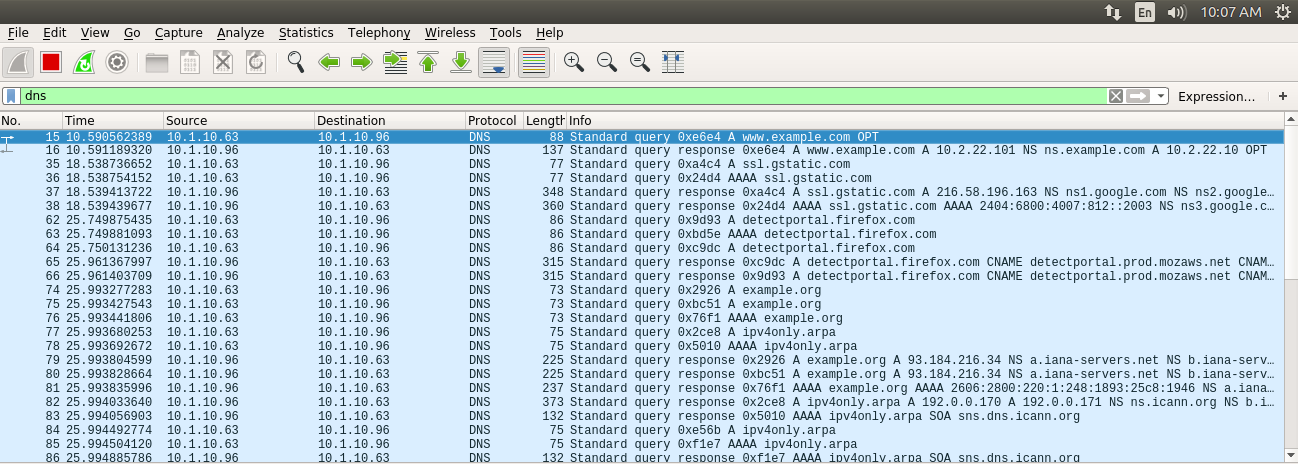 En 10:07 AM
File Edit View Go Capture Analyze Statistics Telephony Wireless Tools Help
dns Expression... +
No. Time Source Destination Protocol Length Info
15 10.590562389 10.1.10.63 10.1.10.96 DNS 88 Standard query 0xe6e4 A www.example.com OPT
16 10.591189320 10.1.10.96 10.1.10.63 DNS 137 Standard query response 0xe6e4 A www.example.com A 10.2.22.101 NS ns.example.com A 10.2.22.10 OPT
35 18.538736652 10.1.10.63 10.1.10.96 DNS 77 Standard query 0xa4c4 A ssl.gstatic.com
36 18.538754152 10.1.10.63 10.1.10.96 DNS 77 Standard query 0x24d4 AAAA ssl.gstatic.com
37 18.539413722 10.1.10.96 10.1.10.63 DNS 348 Standard query response 0xa4c4 A ssl.gstatic.com A 216.58.196.163 NS ns1.google.com NS ns2.google…
38 18.539439677 10.1.10.96 10.1.10.63 DNS 360 Standard query response 0x24d4 AAAA ssl.gstatic.com AAAA 2404:6800:4007:812::2003 NS ns3.google.c…
62 25.749875435 10.1.10.63 10.1.10.96 DNS 86 Standard query 0x9d93 A detectportal.firefox.com
63 25.749881093 10.1.10.63 10.1.10.96 DNS 86 Standard query 0xbd5e AAAA detectportal.firefox.com
64 25.750131236 10.1.10.63 10.1.10.96 DNS 86 Standard query 0xc9dc A detectportal.firefox.com
65 25.961367997 10.1.10.96 10.1.10.63 DNS 315 Standard query response 0xc9dc A detectportal.firefox.com CNAME detectportal.prod.mozaws.net CNAM…
66 25.961403709 10.1.10.96 10.1.10.63 DNS 315 Standard query response 0x9d93 A detectportal.firefox.com CNAME detectportal.prod.mozaws.net CNAM…
74 25.993277283 10.1.10.63 10.1.10.96 DNS 73 Standard query 0x2926 A example.org
75 25.993427543 10.1.10.63 10.1.10.96 DNS 73 Standard query 0xbc51 A example.org
76 25.993441806 10.1.10.63 10.1.10.96 DNS 73 Standard query 0x76f1 AAAA example.org
77 25.993680253 10.1.10.63 10.1.10.96 DNS 75 Standard query 0x2ce8 A ipv4only.arpa
78 25.993692672 10.1.10.63 10.1.10.96 DNS 75 Standard query 0x5010 AAAA ipv4only.arpa
79 25.993804599 10.1.10.96 10.1.10.63 DNS 225 Standard query response 0x2926 A example.org A 93.184.216.34 NS a.iana-servers.net NS b.iana-serv…
80 25.993828664 10.1.10.96 10.1.10.63 DNS 225 Standard query response 0xbc51 A example.org A 93.184.216.34 NS a.iana-servers.net NS b.iana-serv…
81 25.993835996 10.1.10.96 10.1.10.63 DNS 237 Standard query response 0x76f1 AAAA example.org AAAA 2606:2800:220:1:248:1893:25c8:1946 NS a.iana…
82 25.994033640 10.1.10.96 10.1.10.63 DNS 373 Standard query response 0x2ce8 A ipv4only.arpa A 192.0.0.170 A 192.0.0.171 NS ns.icann.org NS b.i…
83 25.994056903 10.1.10.96 10.1.10.63 DNS 132 Standard query response 0x5010 AAAA ipv4only.arpa SOA sns.dns.icann.org
84 25.994492774 10.1.10.63 10.1.10.96 DNS 75 Standard query 0xe56b A ipv4only.arpa
85 25.994504120 10.1.10.63 10.1.10.96 DNS 75 Standard query 0xf1e7 AAAA ipv4only.arpa
86 25.994885786 10.1.10.96 10.1.10.63 DNS 132 Standard query response 0xf1e7 AAAA ipv4only.arpa SOA sns.dns.icann.org